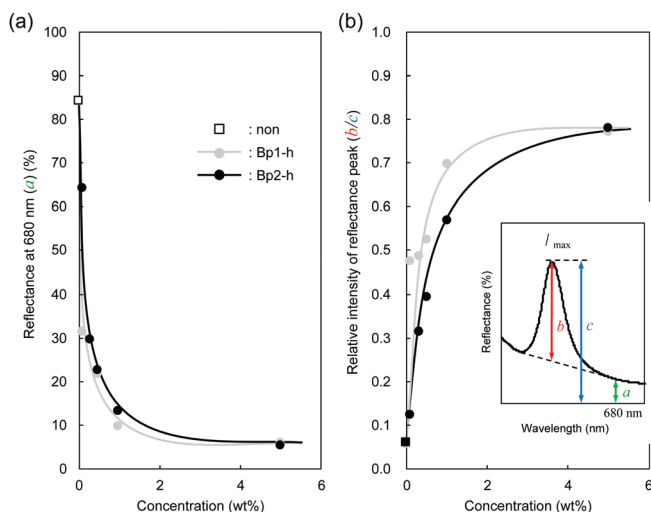 (a)
100
90
80
70
60
50
40
30
20
10
0
0
2
4
6
Reflectance at 680 nm (a) (%)
Concentration (wt%)
: non
: Bp1-h
: Bp2-h
(b)
1.0
0.9
0.8
0.7
0.6
0.5
0.4
0.3
0.2
0.1
0.0
0
2
4
6
Relative intensity of reflectance peak (b/c)
Concentration (wt%)
l max
b
c
a
680 nm
Reflectance (%)
Wavelength (nm)